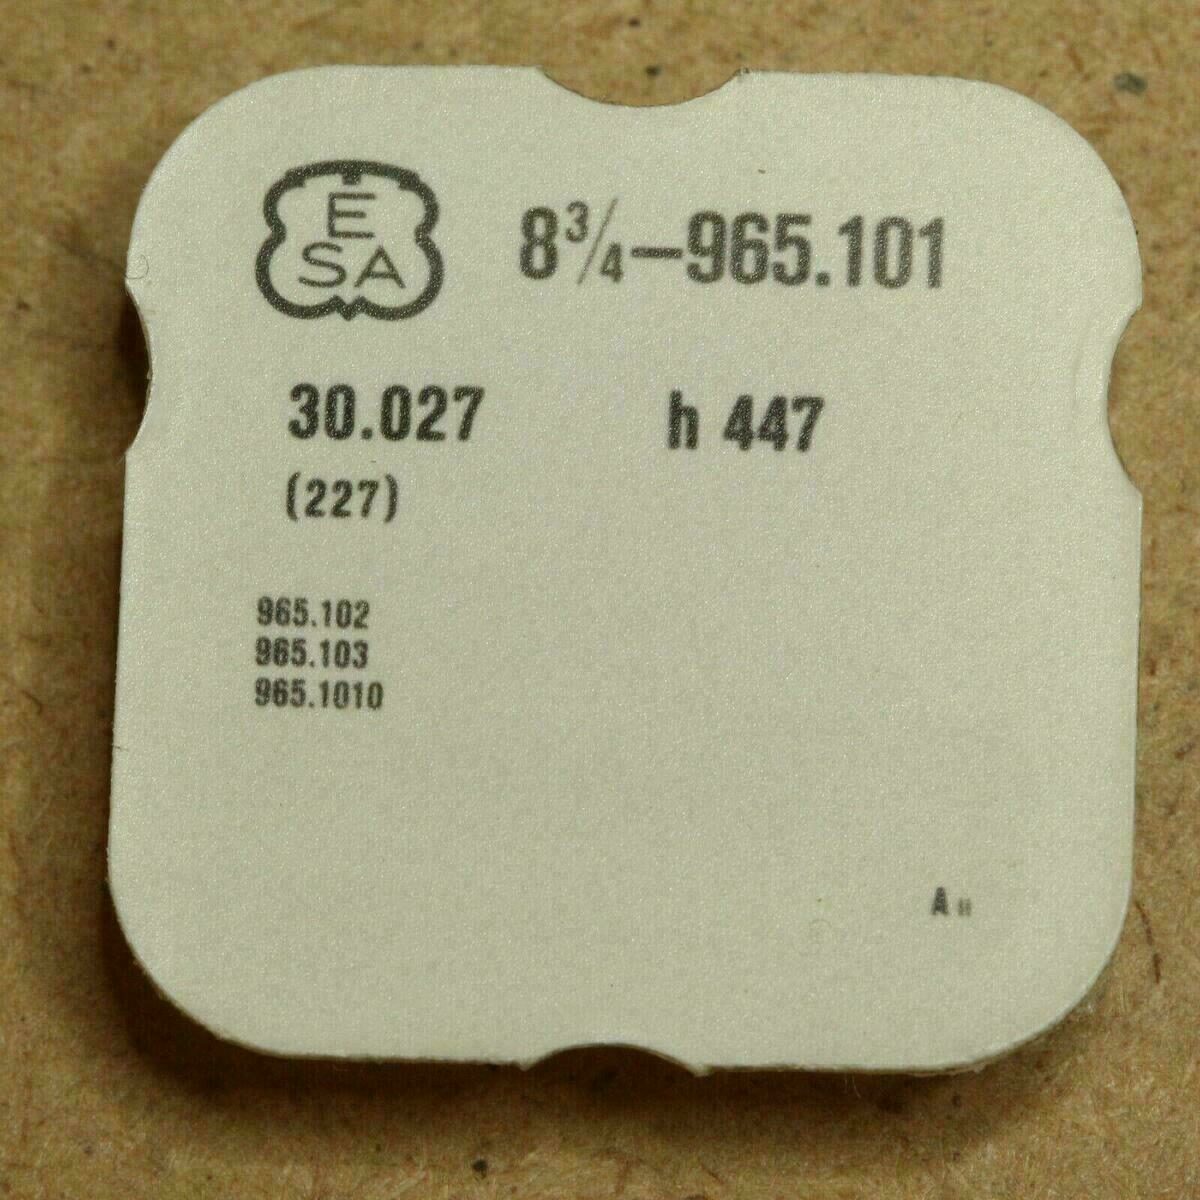 E
SA
8¾–965.101
30.027 h 447
(227)
965.102
965.103
965.1010
A